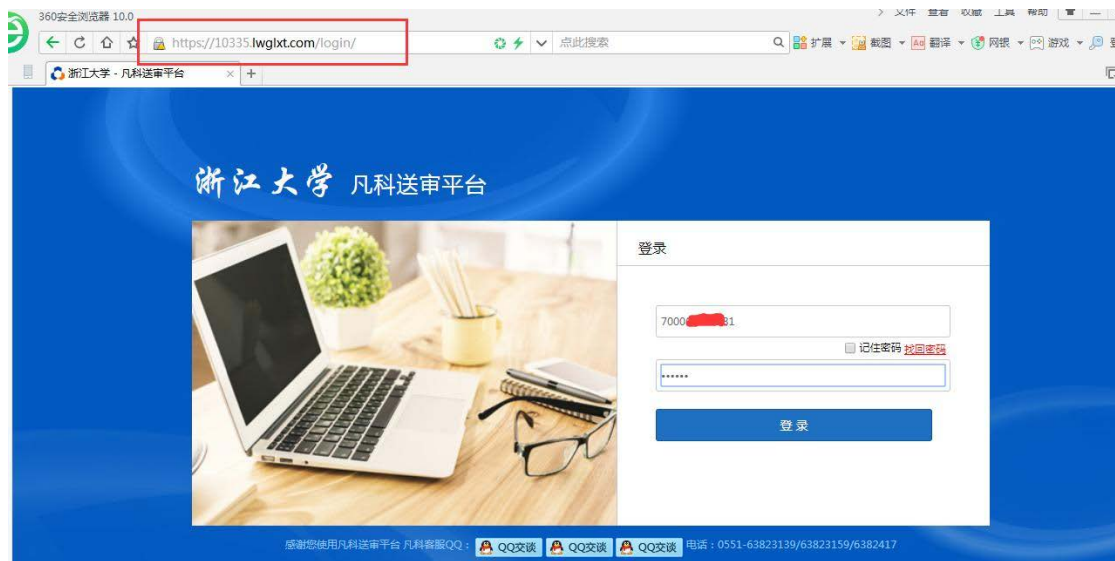 360安全浏览器 10.0
文件 查看 收藏 工具 帮助
https://10335.lwglxt.com/login/
点此搜索
扩展 截图 翻译 网银 游戏
浙江大学 - 凡科送审平台
浙江大学 凡科送审平台
登录
7000 81
记住密码 找回密码
••••••
登 录
感谢您使用凡科送审平台 凡科客服QQ： QQ交谈 QQ交谈 QQ交谈 电话：0551-63823139/63823159/6382417